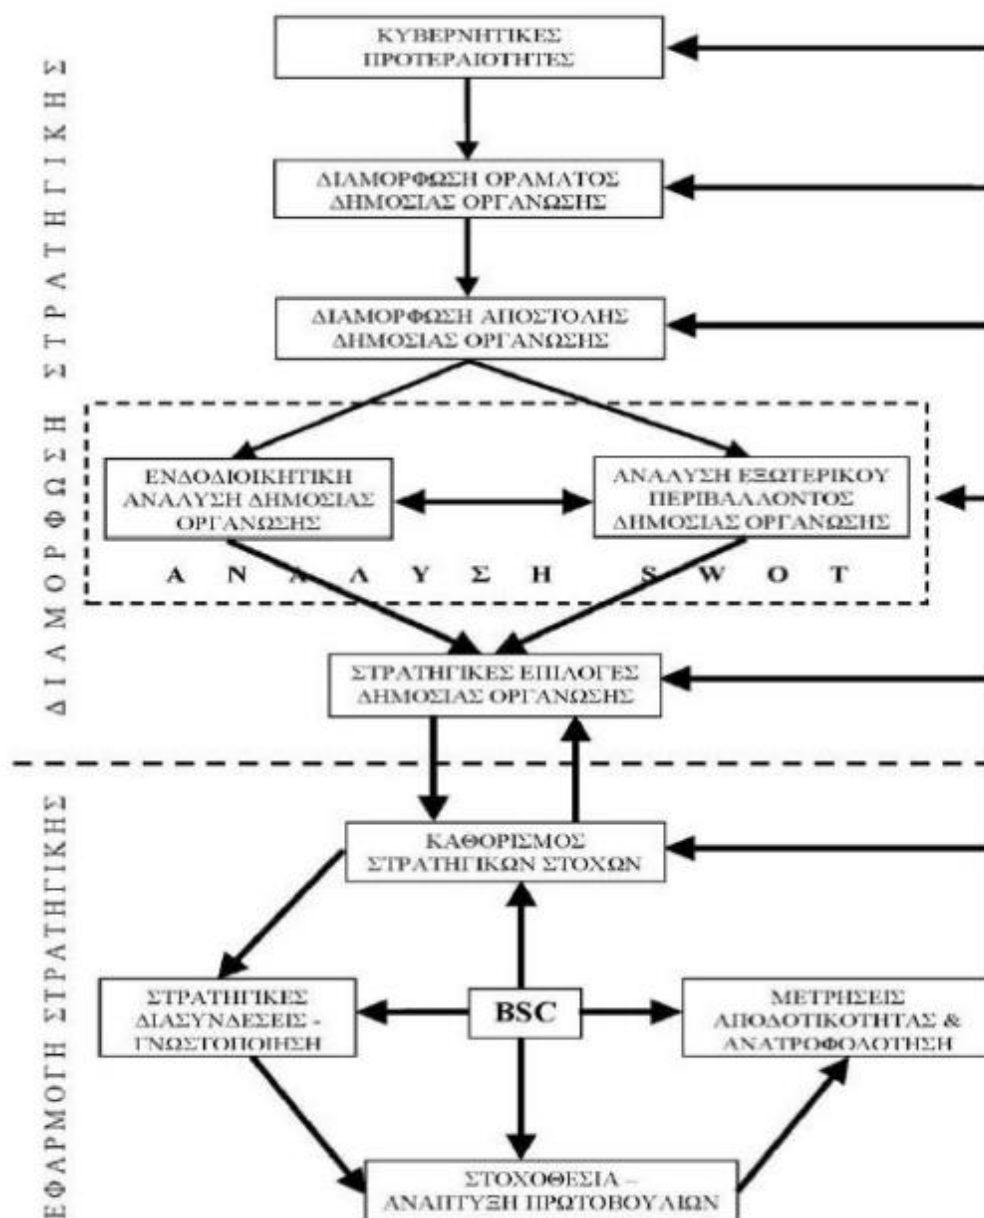 ΚΥΒΕΡΝΗΤΙΚΕΣ
ΠΡΟΤΕΡΑΙΟΤΗΤΕΣ
ΔΙΑΜΟΡΦΩΣΗ ΟΡΑΜΑΤΟΣ
ΔΗΜΟΣΙΑΣ ΟΡΓΑΝΩΣΗΣ
ΔΙΑΜΟΡΦΩΣΗ ΑΠΟΣΤΟΛΗΣ
ΔΗΜΟΣΙΑΣ ΟΡΓΑΝΩΣΗΣ
ΔΙΑΜΟΡΦΩΣΗ ΣΤΡΑΤΗΓΙΚΗΣ
ΕΝΔΟΔΙΟΙΚΗΤΙΚΗ
ΑΝΑΛΥΣΗ ΔΗΜΟΣΙΑΣ
ΟΡΓΑΝΩΣΗΣ
ΑΝΑΛΥΣΗ ΕΞΩΤΕΡΙΚΟΥ
ΠΕΡΙΒΑΛΛΟΝΤΟΣ
ΔΗΜΟΣΙΑΣ ΟΡΓΑΝΩΣΗΣ
ΑΝΑΛΥΣΗ SWOT
ΣΤΡΑΤΗΓΙΚΕΣ ΕΠΙΛΟΓΕΣ
ΔΗΜΟΣΙΑΣ ΟΡΓΑΝΩΣΗΣ
ΕΦΑΡΜΟΓΗ ΣΤΡΑΤΗΓΙΚΗΣ
ΚΑΘΟΡΙΣΜΟΣ
ΣΤΡΑΤΗΓΙΚΩΝ ΣΤΟΧΩΝ
ΣΤΡΑΤΗΓΙΚΕΣ
ΔΙΑΣΥΝΔΕΣΕΙΣ -
ΓΝΩΣΤΟΠΟΙΗΣΗ
BSC
ΜΕΤΡΗΣΕΙΣ
ΑΠΟΔΟΤΙΚΟΤΗΤΑΣ &
ΑΝΑΤΡΟΦΟΛΟΤΗΣΗ
ΣΤΟΧΟΘΕΣΙΑ –
ΑΝΑΠΤΥΞΗ ΠΡΩΤΟΒΟΥΛΙΩΝ